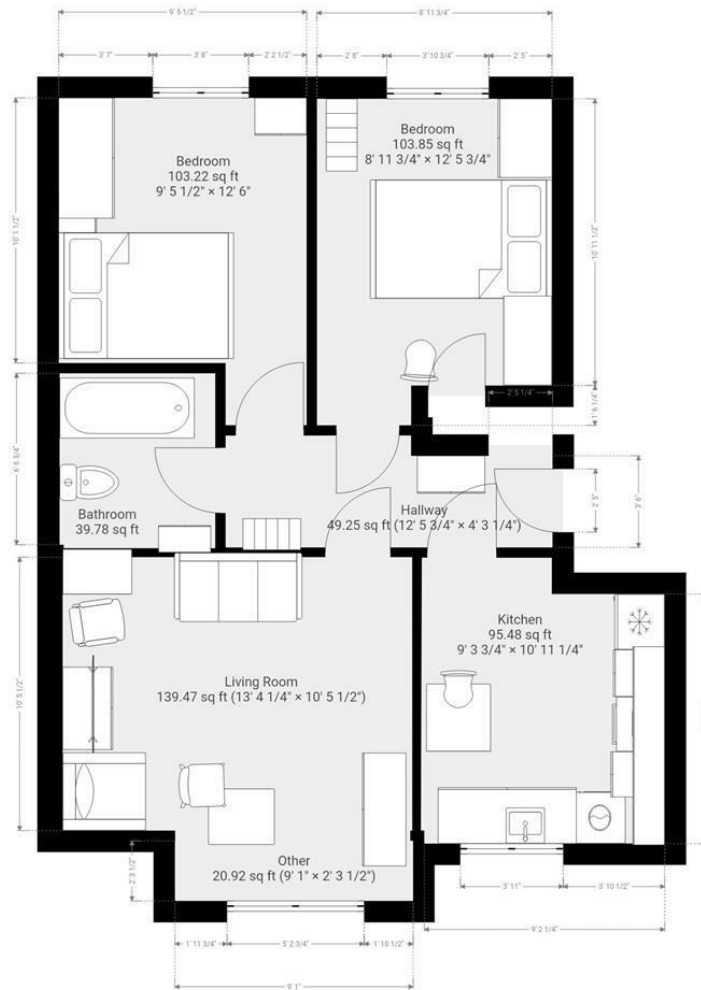 9' 5 1/2"
8' 11 3/4"
3' 7"
3' 8"
2' 2 1/2"
2' 8"
3' 10 3/4"
2' 5"
Bedroom
103.22 sq ft
9' 5 1/2" × 12' 6"
Bedroom
103.85 sq ft
8' 11 3/4" × 12' 5 3/4"
10' 1 1/2"
10' 11 1/2"
2' 5 1/4"
1' 6 1/4"
6' 6 3/4"
Bathroom
39.78 sq ft
Hallway
49.25 sq ft (12' 5 3/4" × 4' 3 1/4")
2' 5"
3' 6"
Kitchen
95.48 sq ft
9' 3 3/4" × 10' 11 1/4"
Living Room
139.47 sq ft (13' 4 1/4" × 10' 5 1/2")
10' 5 1/2"
Other
20.92 sq ft (9' 1" × 2' 3 1/2")
2' 3 1/2"
3' 11"
3' 10 1/2"
9' 2 1/4"
1' 11 3/4"
5' 2 3/4"
1' 10 1/2"
9' 1"